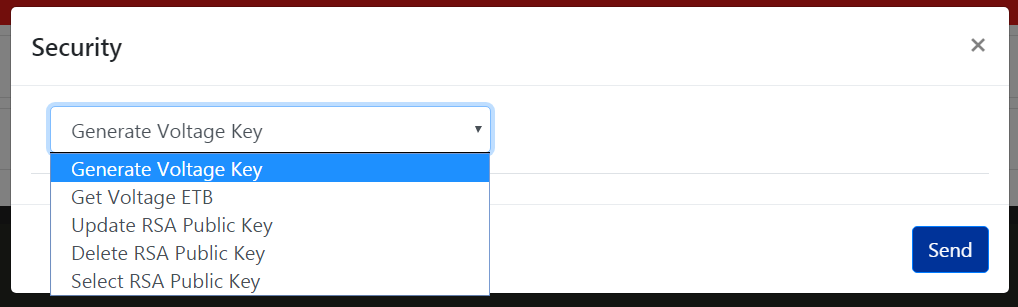 Security
×
Generate Voltage Key
Generate Voltage Key
Get Voltage ETB
Update RSA Public Key
Delete RSA Public Key
Select RSA Public Key
Send